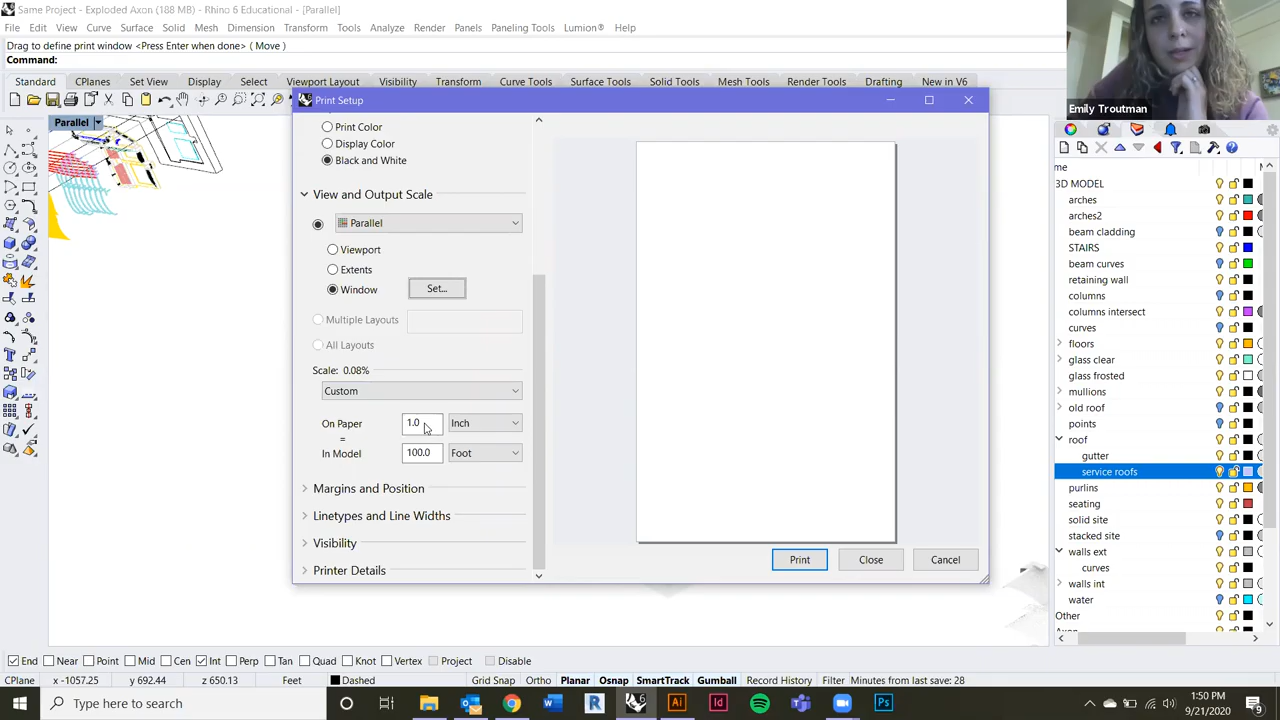 Same Project - Exploded Axon (188 MB) - Rhino 6 Educational - [Parallel]
File Edit View Curve Surface Solid Mesh Dimension Transform Tools Analyze Render Panels Paneling Tools Lumion® Help
Drag to define print window <Press Enter when done> ( Move )
Command:
Standard CPlanes Set View Display Select Viewport Layout Visibility Transform Curve Tools Surface Tools Solid Tools Mesh Tools Render Tools Drafting New in V6
Emily Troutman
Parallel
Print Setup
Print Color
Display Color
Black and White
View and Output Scale
Parallel
Viewport
Extents
Window Set...
Multiple Layouts
All Layouts
Scale: 0.08%
Custom
On Paper 1.0 Inch
=
In Model 100.0 Foot
Margins and Position
Linetypes and Line Widths
Visibility
Printer Details
Print Close Cancel
me
3D MODEL
arches
arches2
beam cladding
STAIRS
beam curves
retaining wall
columns
columns intersect
curves
floors
glass clear
glass frosted
mullions
old roof
points
roof
gutter
service roofs
purlins
seating
solid site
stacked site
walls ext
curves
walls int
water
Other
End Near Point Mid Cen Int Perp Tan Quad Knot Vertex Project Disable
CPlane x -1057.25 y 692.44 z 650.13 Feet Dashed Grid Snap Ortho Planar Osnap SmartTrack Gumball Record History Filter Minutes from last save: 28
Type here to search
1:50 PM
9/21/2020